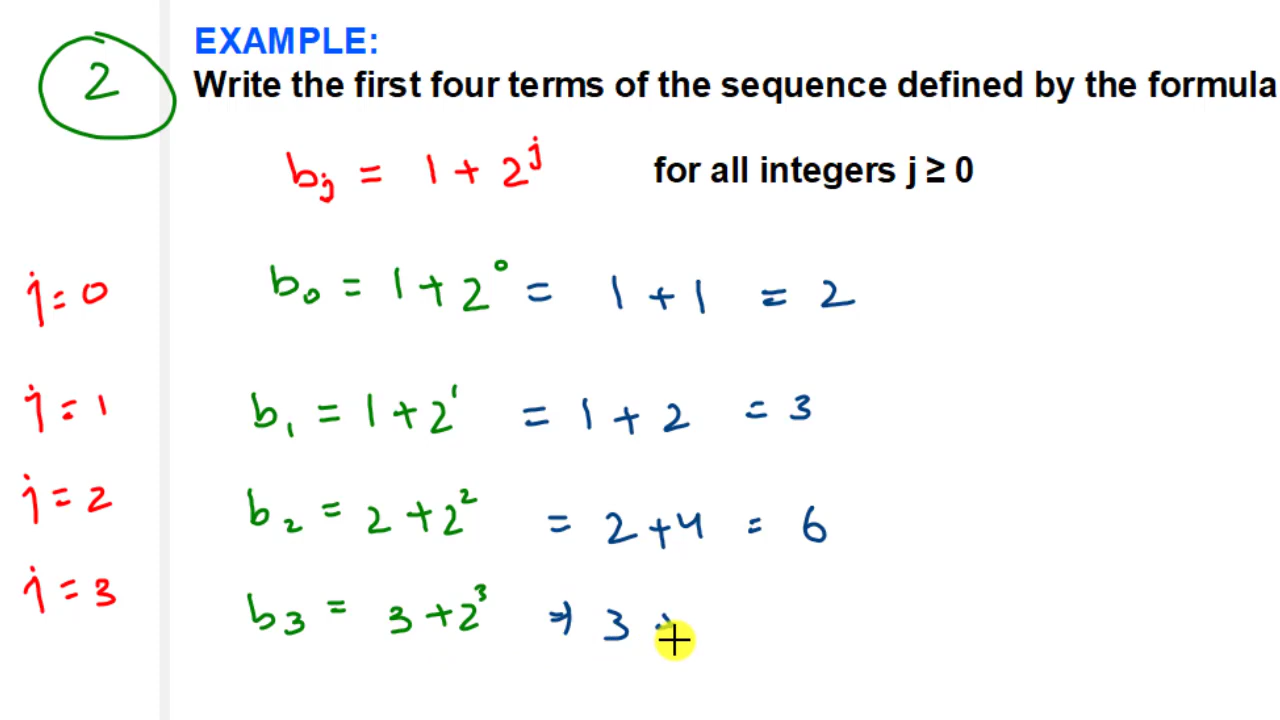 2
EXAMPLE:
Write the first four terms of the sequence defined by the formula
bj = 1 + 2^j for all integers j ≥ 0
j = 0 b0 = 1 + 2^0 = 1 + 1 = 2
j = 1 b1 = 1 + 2^1 = 1 + 2 = 3
j = 2 b2 = 2 + 2^2 = 2 + 4 = 6
j = 3 b3 = 3 + 2^3 ⇒ 3 +